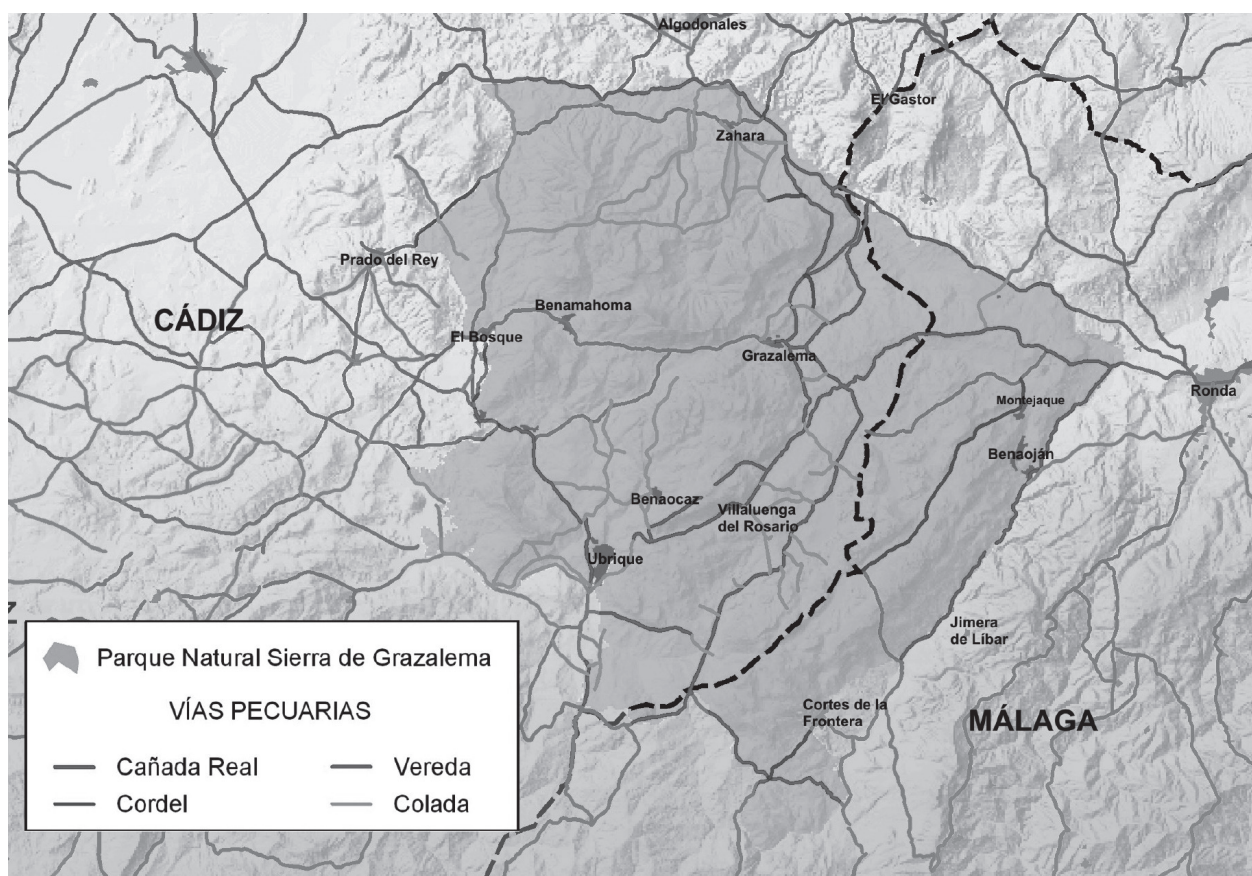 Algodonales
El Gastor
Zahara
Prado del Rey
CÁDIZ
Benamahoma
El Bosque
Grazalema
Ronda
Montejaque
Benaoján
Benaocaz
Villaluenga
del Rosario
Ubrique
Jimera
de Líbar
Cortes de la
Frontera
MÁLAGA
Parque Natural Sierra de Grazalema
VÍAS PECUARIAS
Cañada Real
Vereda
Cordel
Colada